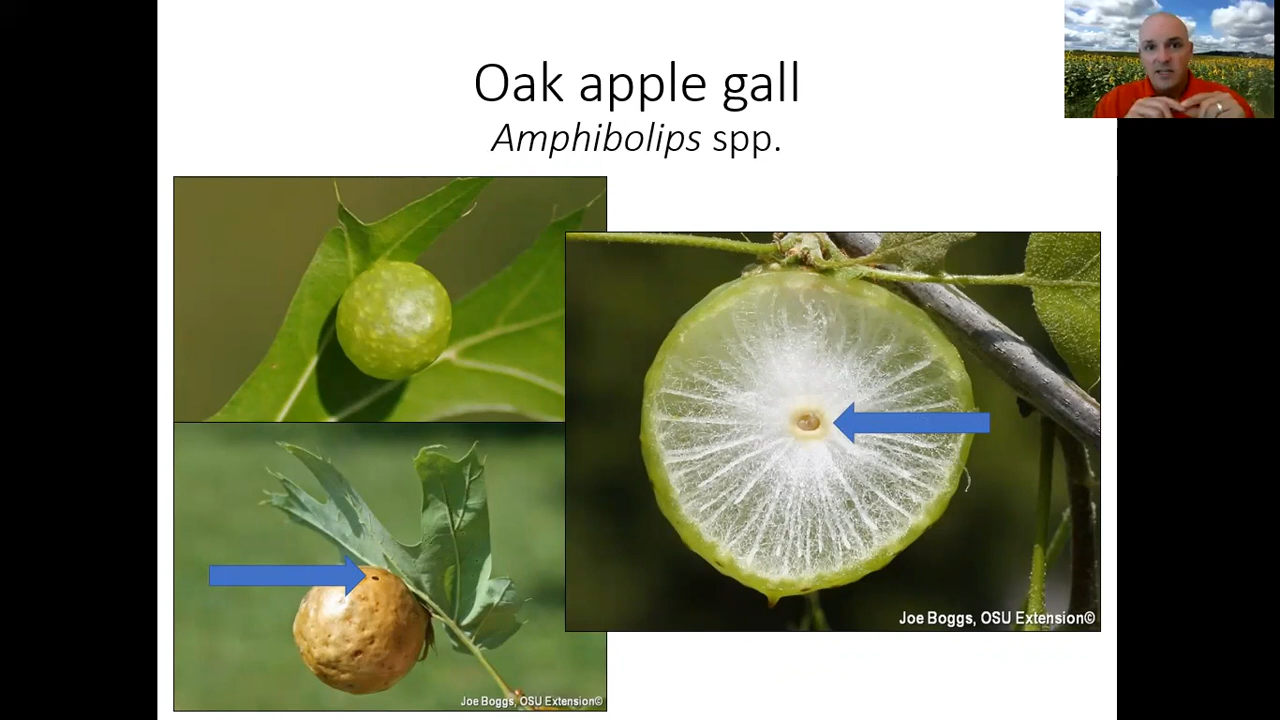 Oak apple gall
Amphibolips spp.
Joe Boggs, OSU Extension©
Joe Boggs, OSU Extension©